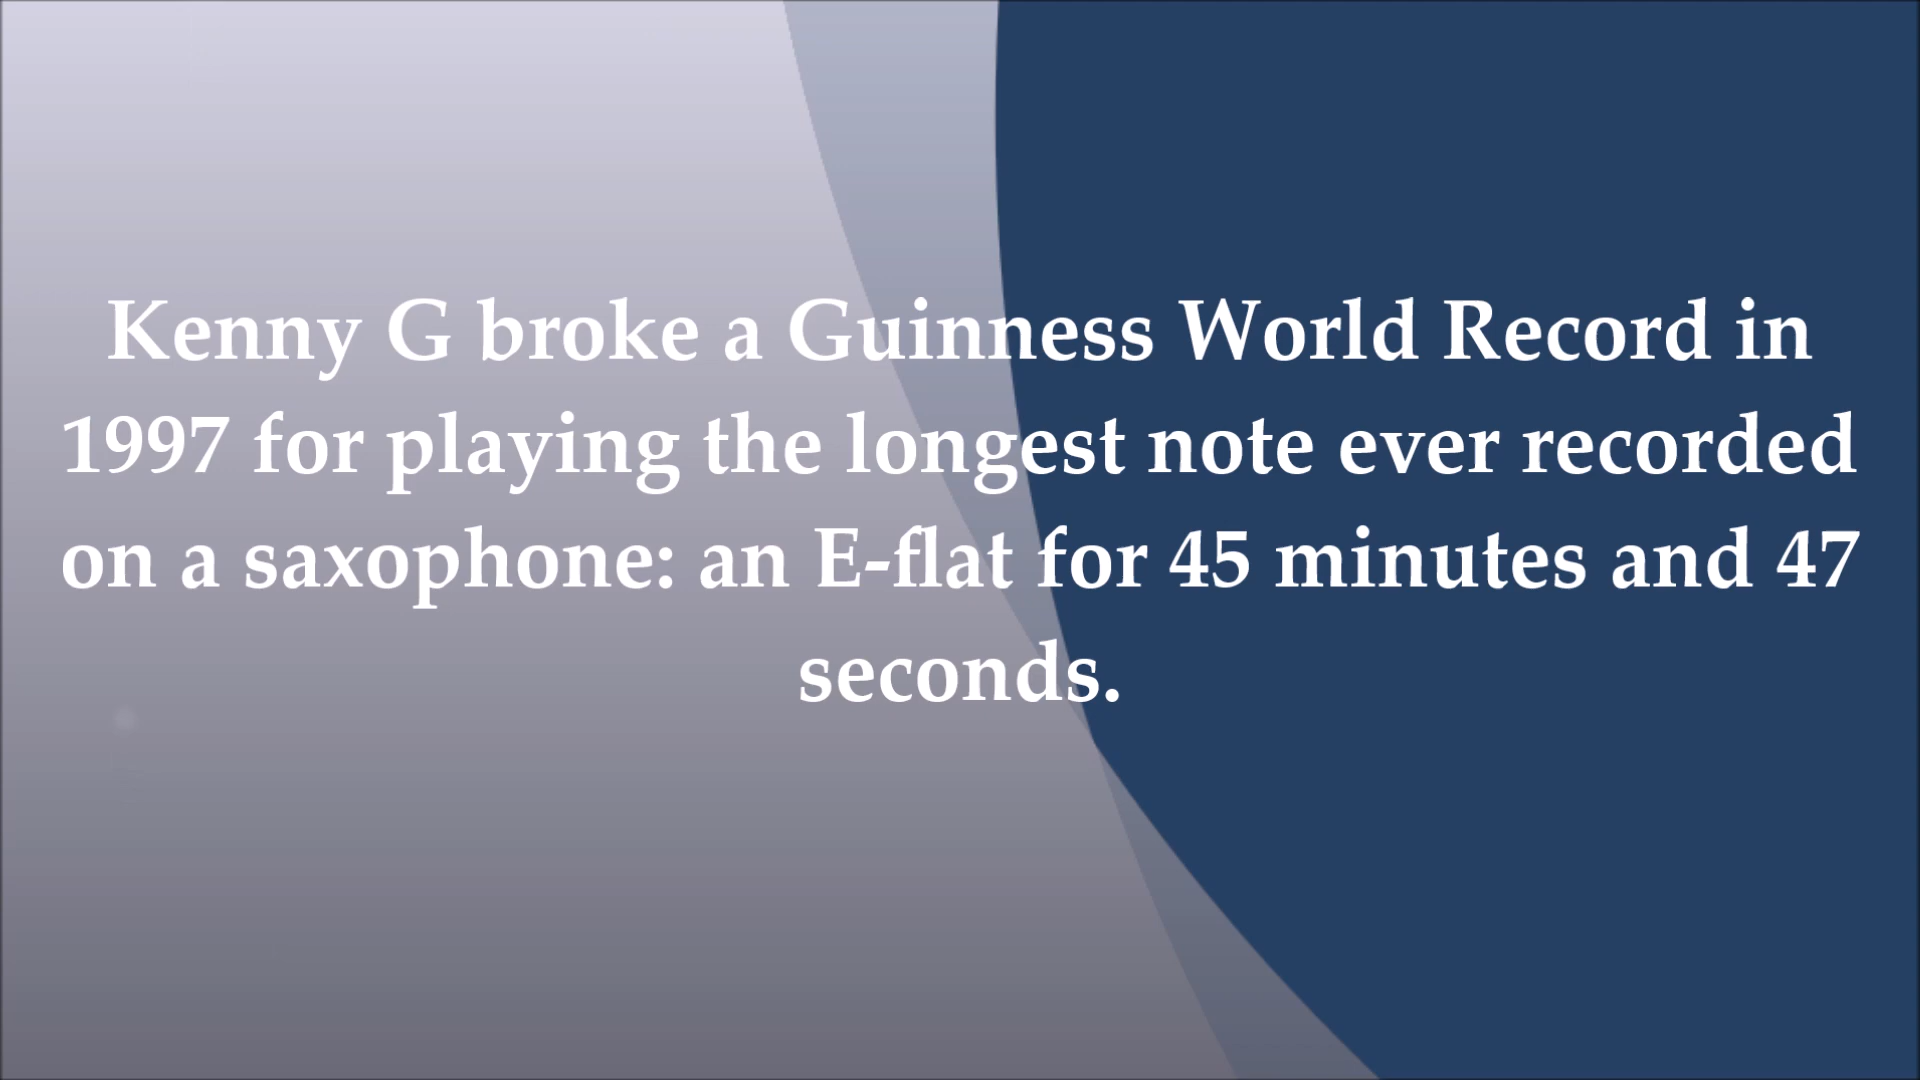 Kenny G broke a Guinness World Record in
1997 for playing the longest note ever recorded
on a saxophone: an E-flat for 45 minutes and 47
seconds.